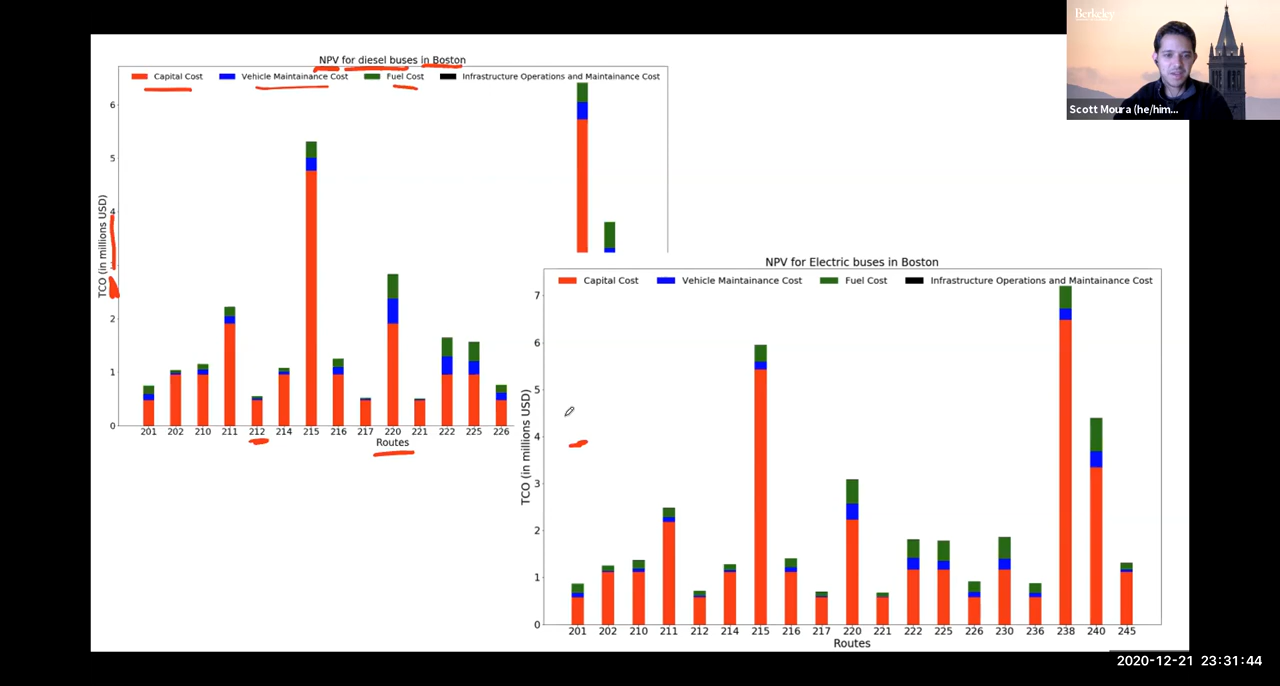 Berkeley
Scott Moura (he/him...
NPV for diesel buses in Boston
Capital Cost Vehicle Maintainance Cost Fuel Cost Infrastructure Operations and Maintainance Cost
TCO (in millions USD)
6
5
4
2
1
0
201 202 210 211 212 214 215 216 217 220 221 222 225 226
Routes
NPV for Electric buses in Boston
Capital Cost Vehicle Maintainance Cost Fuel Cost Infrastructure Operations and Maintainance Cost
TCO (in millions USD)
7
6
5
4
3
2
1
0
201 202 210 211 212 214 215 216 217 220 221 222 225 226 230 236 238 240 245
Routes
2020-12-21 23:31:44